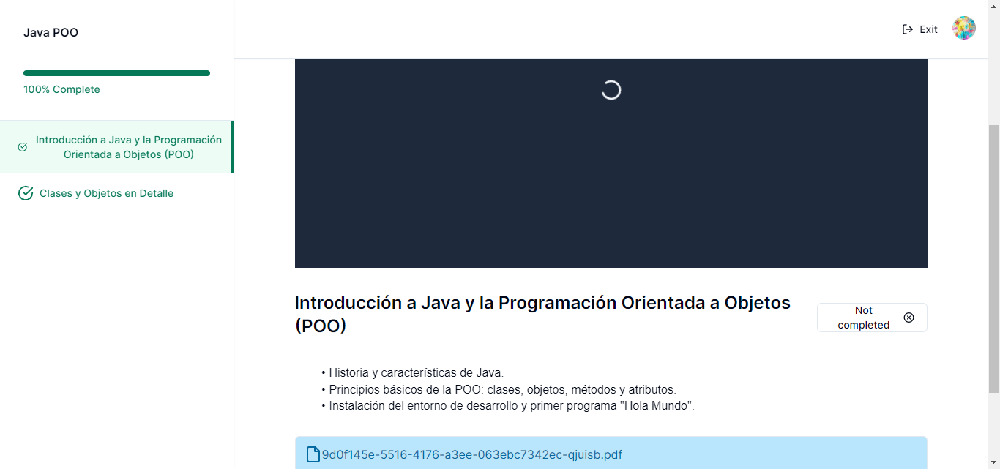 Java POO
Exit
100% Complete
Introducción a Java y la Programación
Orientada a Objetos (POO)
Clases y Objetos en Detalle
Introducción a Java y la Programación Orientada a Objetos
(POO)
Not
completed
• Historia y características de Java.
• Principios básicos de la POO: clases, objetos, métodos y atributos.
• Instalación del entorno de desarrollo y primer programa "Hola Mundo".
9d0f145e-5516-4176-a3ee-063ebc7342ec-qjuisb.pdf